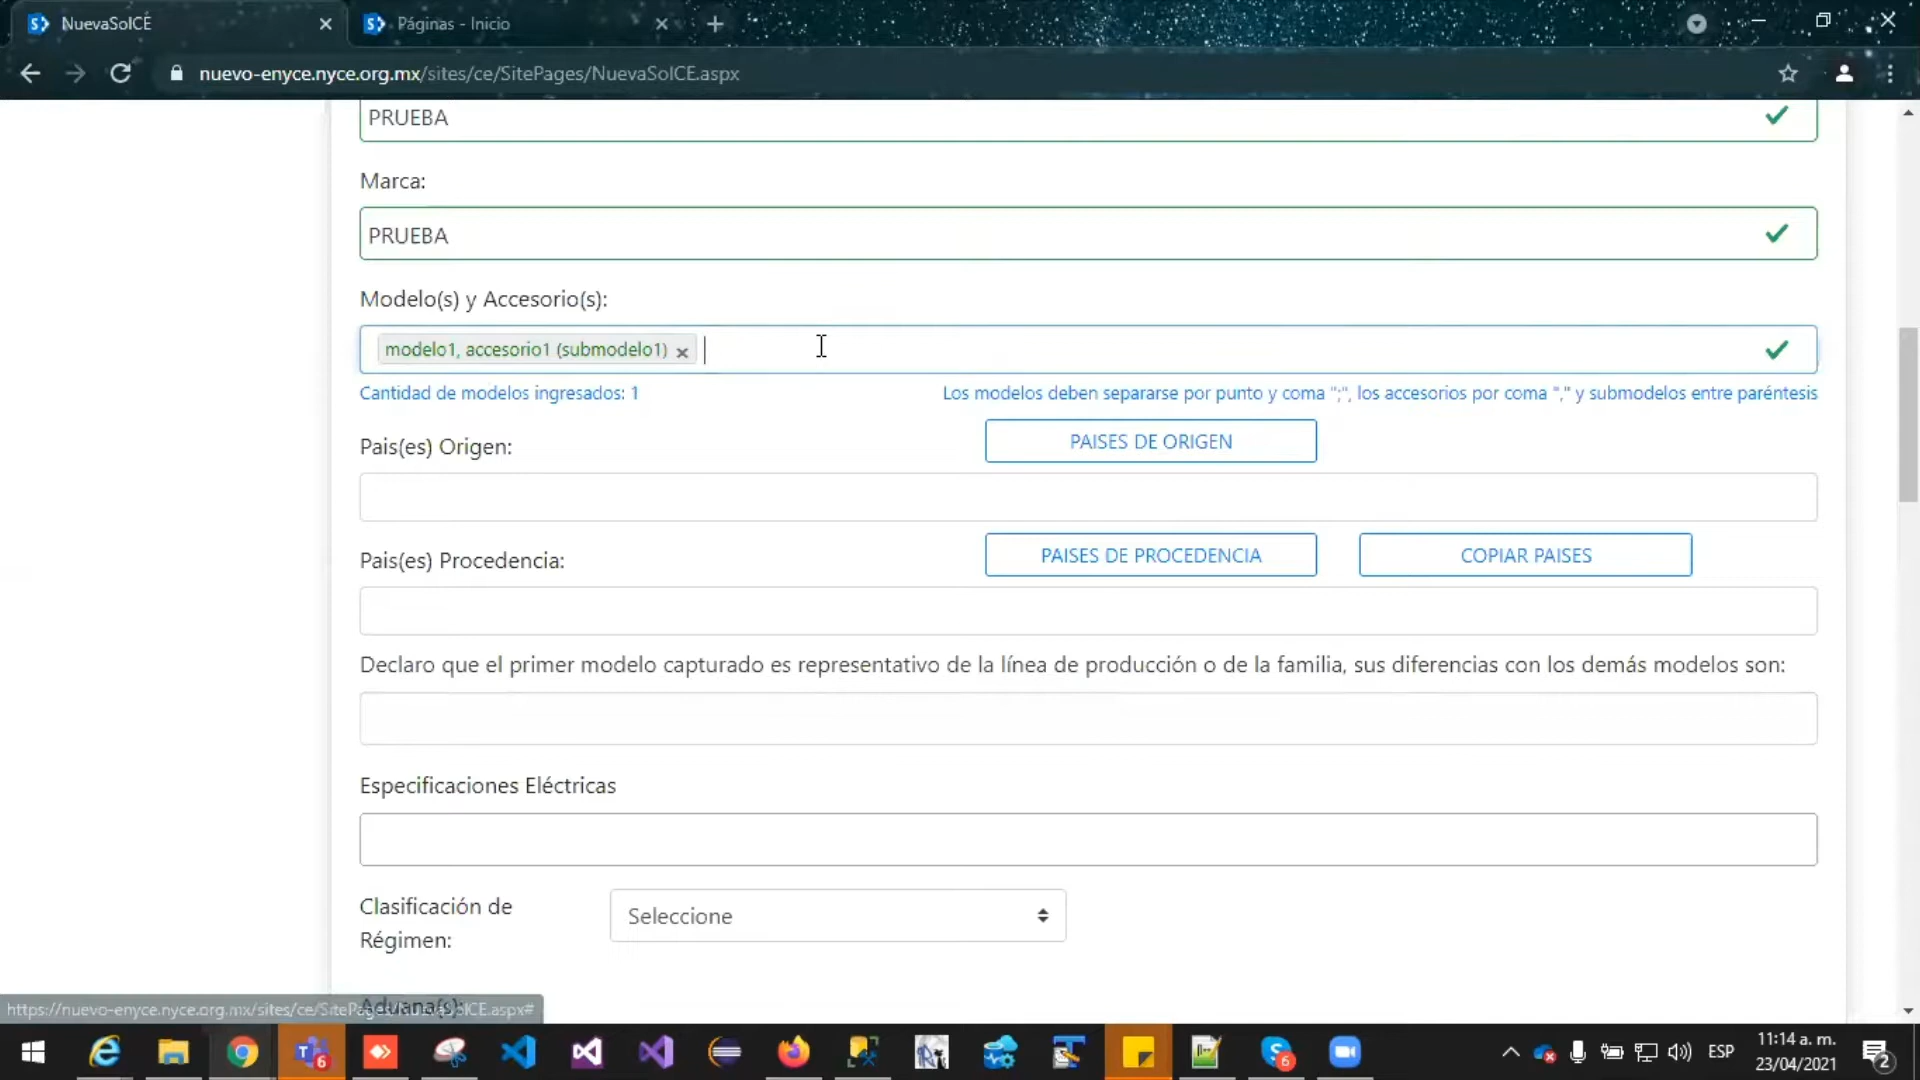 NuevaSolCE
Páginas - Inicio
nuevo-enyce.nyce.org.mx/sites/ce/SitePages/NuevaSolCE.aspx
PRUEBA
Marca:
PRUEBA
Modelo(s) y Accesorio(s):
modelo1, accesorio1 (submodelo1) ×
Cantidad de modelos ingresados: 1
Los modelos deben separarse por punto y coma ";", los accesorios por coma "," y submodelos entre paréntesis
Pais(es) Origen:
PAISES DE ORIGEN
Pais(es) Procedencia:
PAISES DE PROCEDENCIA
COPIAR PAISES
Declaro que el primer modelo capturado es representativo de la línea de producción o de la familia, sus diferencias con los demás modelos son:
Especificaciones Eléctricas
Clasificación de
Régimen:
Seleccione
Aduana(s):
https://nuevo-enyce.nyce.org.mx/sites/ce/SitePages/NuevaSolCE.aspx#
ESP
11:14 a. m.
23/04/2021
6
6
2